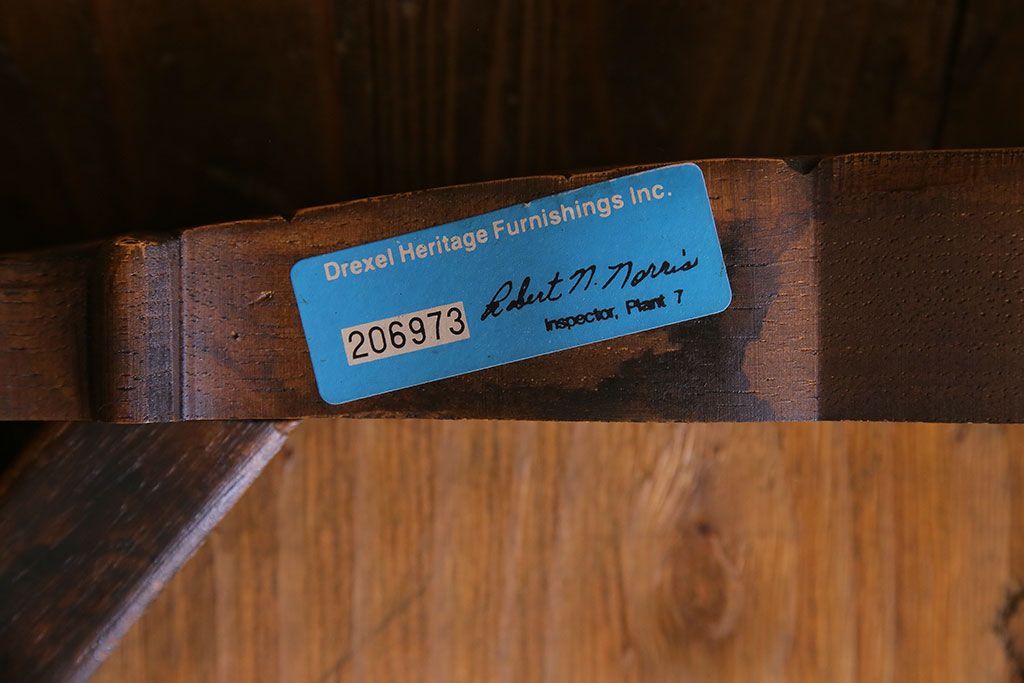 Drexel Heritage Furnishings Inc.
206973
Robert N. Norris
Inspector, Plant 7